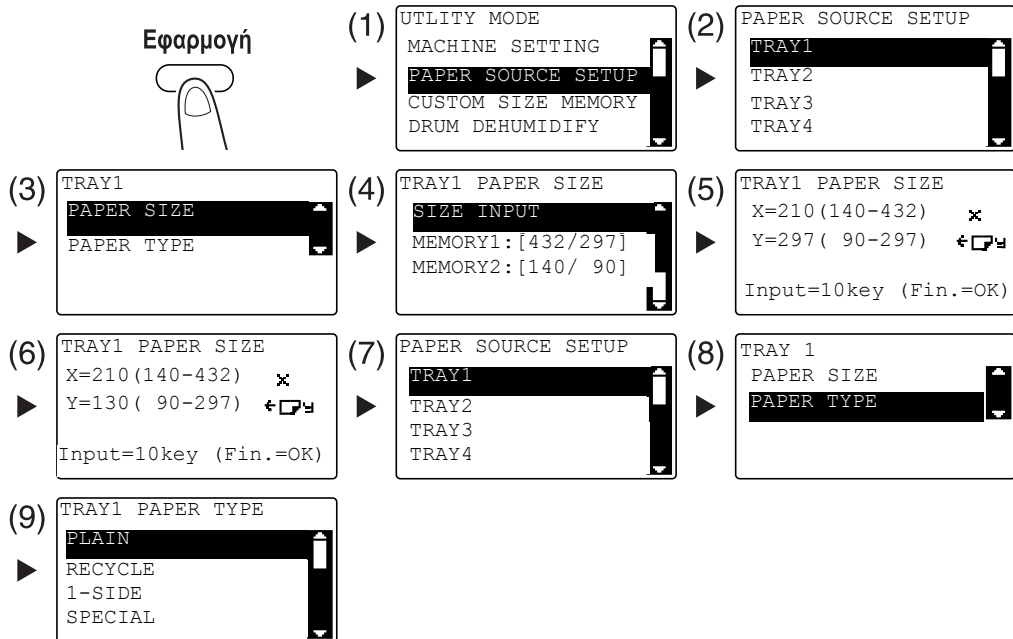 Εφαρμογή
(1)
UTLITY MODE
MACHINE SETTING
PAPER SOURCE SETUP
CUSTOM SIZE MEMORY
DRUM DEHUMIDIFY
(2)
PAPER SOURCE SETUP
TRAY1
TRAY2
TRAY3
TRAY4
(3)
TRAY1
PAPER SIZE
PAPER TYPE
(4)
TRAY1 PAPER SIZE
SIZE INPUT
MEMORY1:[432/297]
MEMORY2:[140/ 90]
(5)
TRAY1 PAPER SIZE
X=210(140-432) x
Y=297( 90-297) y
Input=10key (Fin.=OK)
(6)
TRAY1 PAPER SIZE
X=210(140-432) x
Y=130( 90-297) y
Input=10key (Fin.=OK)
(7)
PAPER SOURCE SETUP
TRAY1
TRAY2
TRAY3
TRAY4
(8)
TRAY 1
PAPER SIZE
PAPER TYPE
(9)
TRAY1 PAPER TYPE
PLAIN
RECYCLE
1-SIDE
SPECIAL